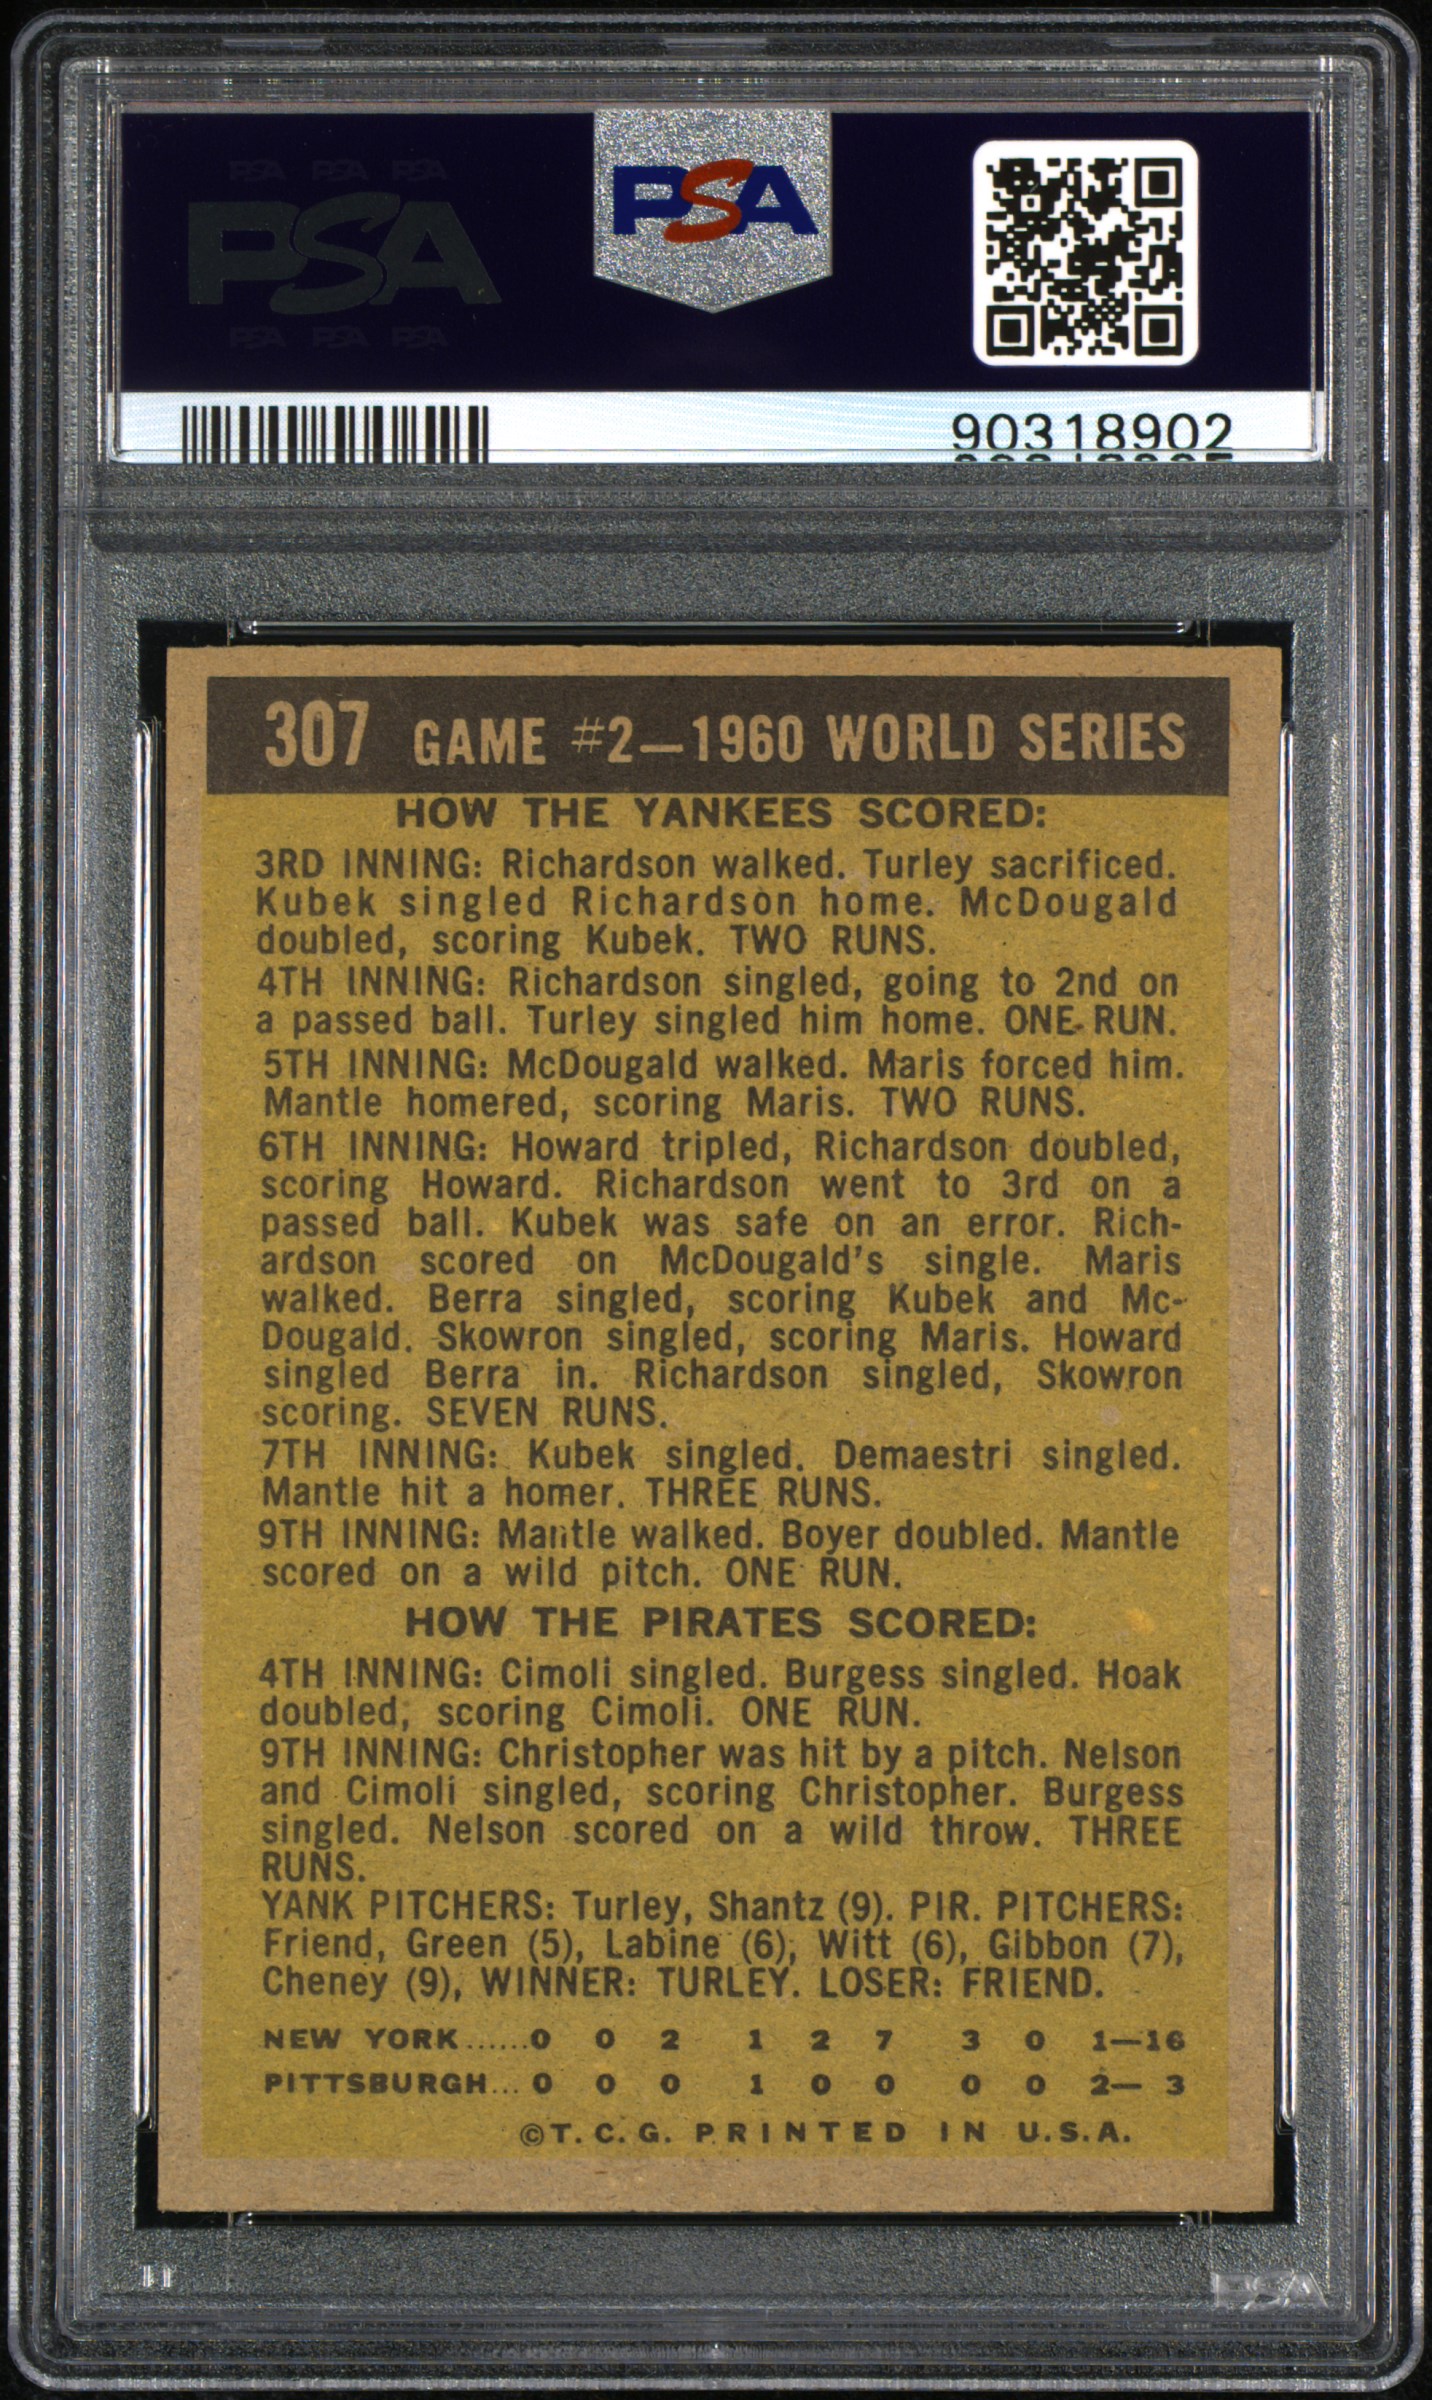 PSA PSA PSA
PSA
PSA PSA PSA
PSA
90318902
307 GAME #2—1960 WORLD SERIES
HOW THE YANKEES SCORED:
3RD INNING: Richardson walked. Turley sacrificed.
Kubek singled Richardson home. McDougald
doubled, scoring Kubek. TWO RUNS.
4TH INNING: Richardson singled, going to 2nd on
a passed ball. Turley singled him home. ONE RUN.
5TH INNING: McDougald walked. Maris forced him.
Mantle homered, scoring Maris. TWO RUNS.
6TH INNING: Howard tripled, Richardson doubled,
scoring Howard. Richardson went to 3rd on a
passed ball. Kubek was safe on an error. Rich-
ardson scored on McDougald's single. Maris
walked. Berra singled, scoring Kubek and Mc-
Dougald. Skowron singled, scoring Maris. Howard
singled Berra in. Richardson singled, Skowron
scoring. SEVEN RUNS.
7TH INNING: Kubek singled. Demaestri singled.
Mantle hit a homer. THREE RUNS.
9TH INNING: Mantle walked. Boyer doubled. Mantle
scored on a wild pitch. ONE RUN.
HOW THE PIRATES SCORED:
4TH INNING: Cimoli singled. Burgess singled. Hoak
doubled, scoring Cimoli. ONE RUN.
9TH INNING: Christopher was hit by a pitch. Nelson
and Cimoli singled, scoring Christopher. Burgess
singled. Nelson scored on a wild throw. THREE
RUNS.
YANK PITCHERS: Turley, Shantz (9). PIR. PITCHERS:
Friend, Green (5), Labine (6), Witt (6), Gibbon (7),
Cheney (9), WINNER: TURLEY. LOSER: FRIEND.
NEW YORK......0 0 2 1 2 7 3 0 1—16
PITTSBURGH... 0 0 0 1 0 0 0 0 2— 3
©T.C.G. PRINTED IN U.S.A.
PSA